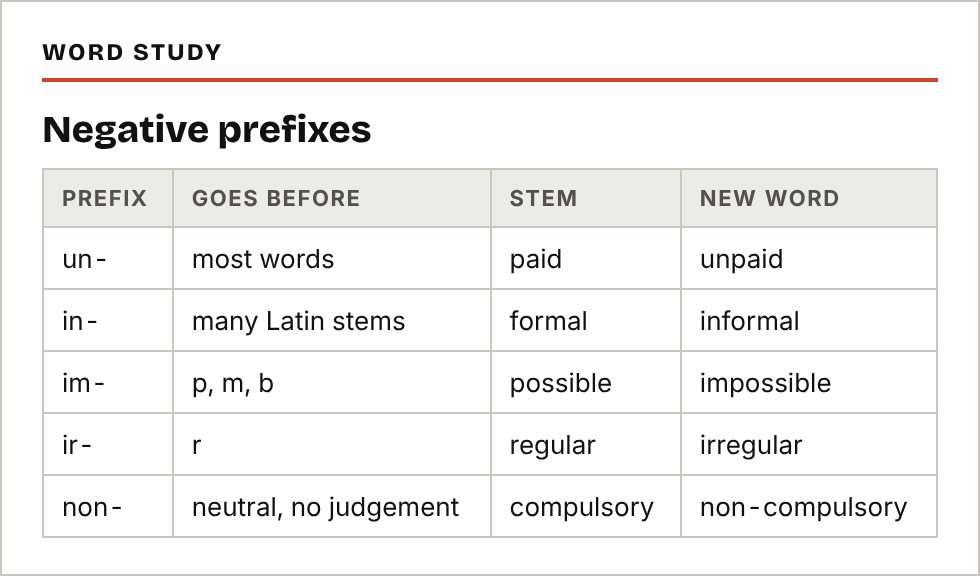 WORD STUDY
Negative prefixes
PREFIX GOES BEFORE STEM NEW WORD
un- most words paid unpaid
in- many Latin stems formal informal
im- p, m, b possible impossible
ir- r regular irregular
non- neutral, no judgement compulsory non-compulsory